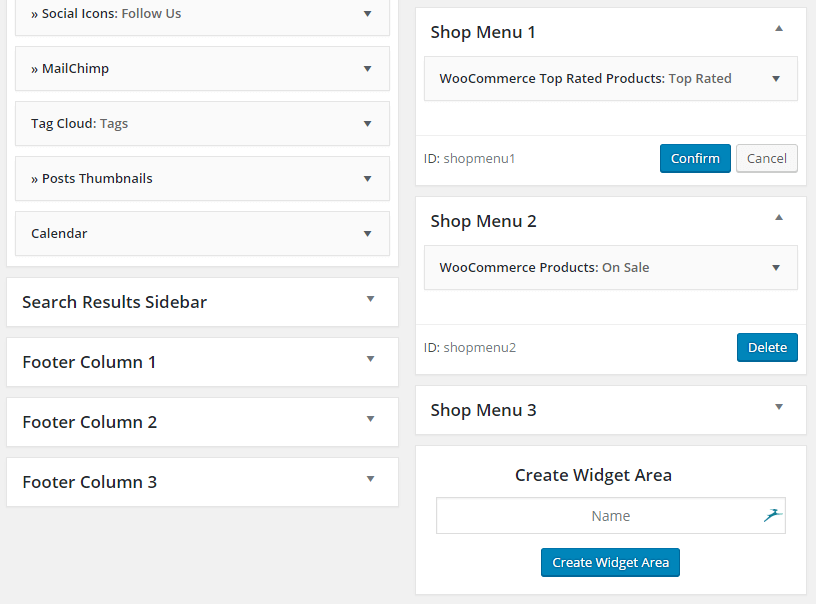 » Social Icons: Follow Us
» MailChimp
Tag Cloud: Tags
» Posts Thumbnails
Calendar
Search Results Sidebar
Footer Column 1
Footer Column 2
Footer Column 3
Shop Menu 1
WooCommerce Top Rated Products: Top Rated
ID: shopmenu1 Confirm Cancel
Shop Menu 2
WooCommerce Products: On Sale
ID: shopmenu2 Delete
Shop Menu 3
Create Widget Area
Name
Create Widget Area